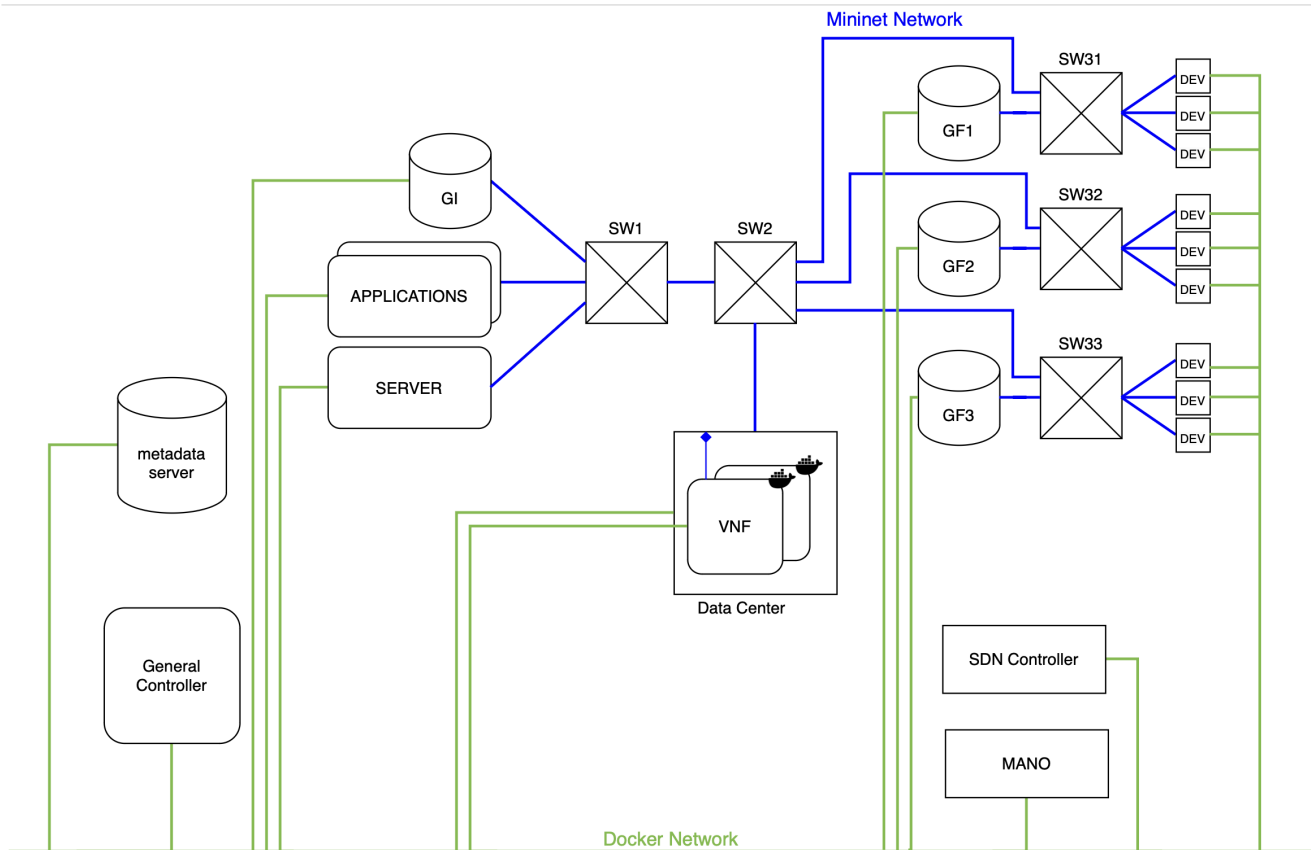 Mininet Network
SW31
DEV
DEV
DEV
GF1
GI
SW1
SW2
SW32
DEV
DEV
DEV
GF2
APPLICATIONS
SERVER
SW33
DEV
DEV
DEV
GF3
metadata
server
VNF
Data Center
General
Controller
SDN Controller
MANO
Docker Network